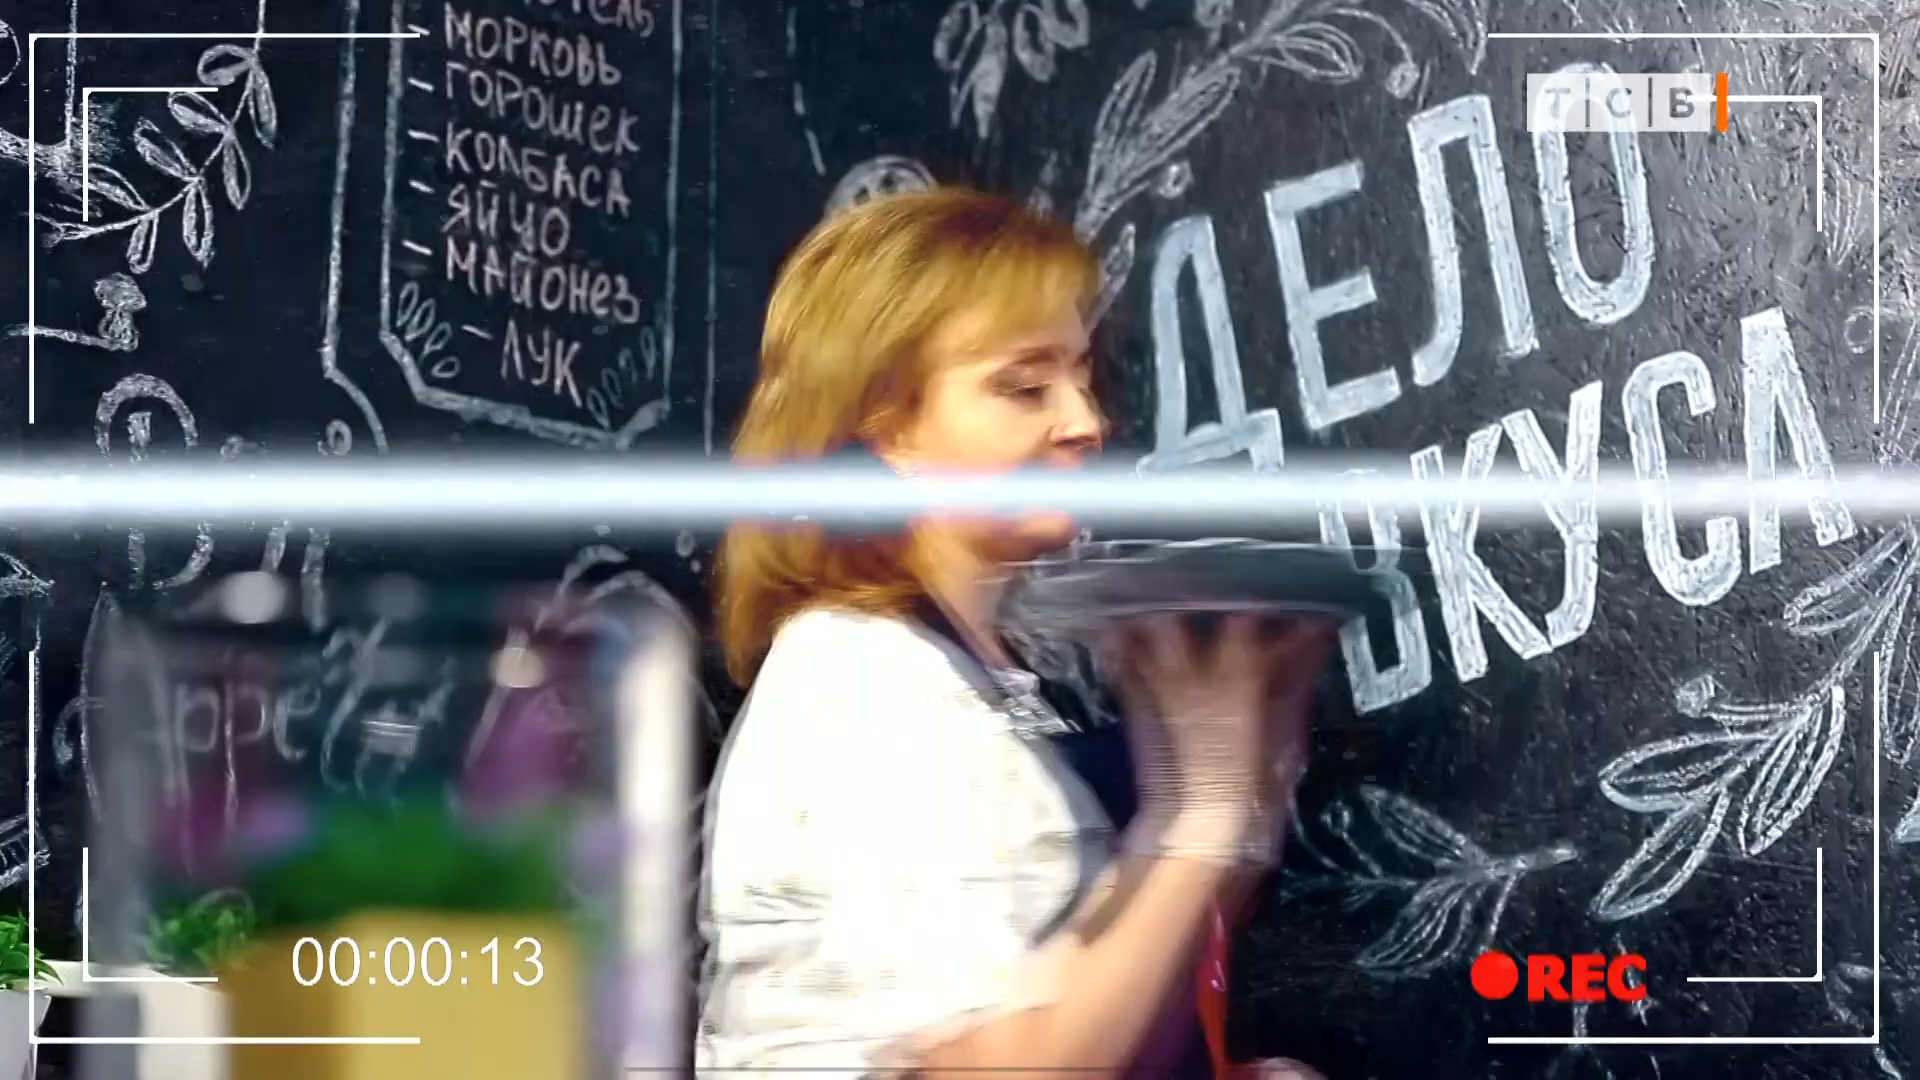 - МОРКОВЬ
- ГОРОШЕК
- КОЛБАСА
- ЯЙЦО
- МАЙОНЕЗ
- ЛУК
ТСВ
ДЕЛО
ВКУСА
00:00:13
REC